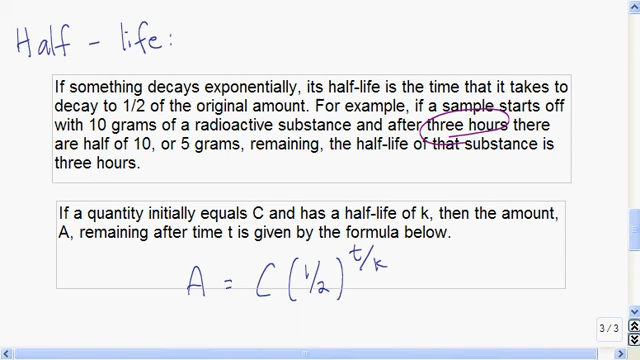 Half - life:
If something decays exponentially, its half-life is the time that it takes to
decay to 1/2 of the original amount. For example, if a sample starts off
with 10 grams of a radioactive substance and after three hours there
are half of 10, or 5 grams, remaining, the half-life of that substance is
three hours.
If a quantity initially equals C and has a half-life of k, then the amount,
A, remaining after time t is given by the formula below.
A = C (1/2)^t/k
3 / 3